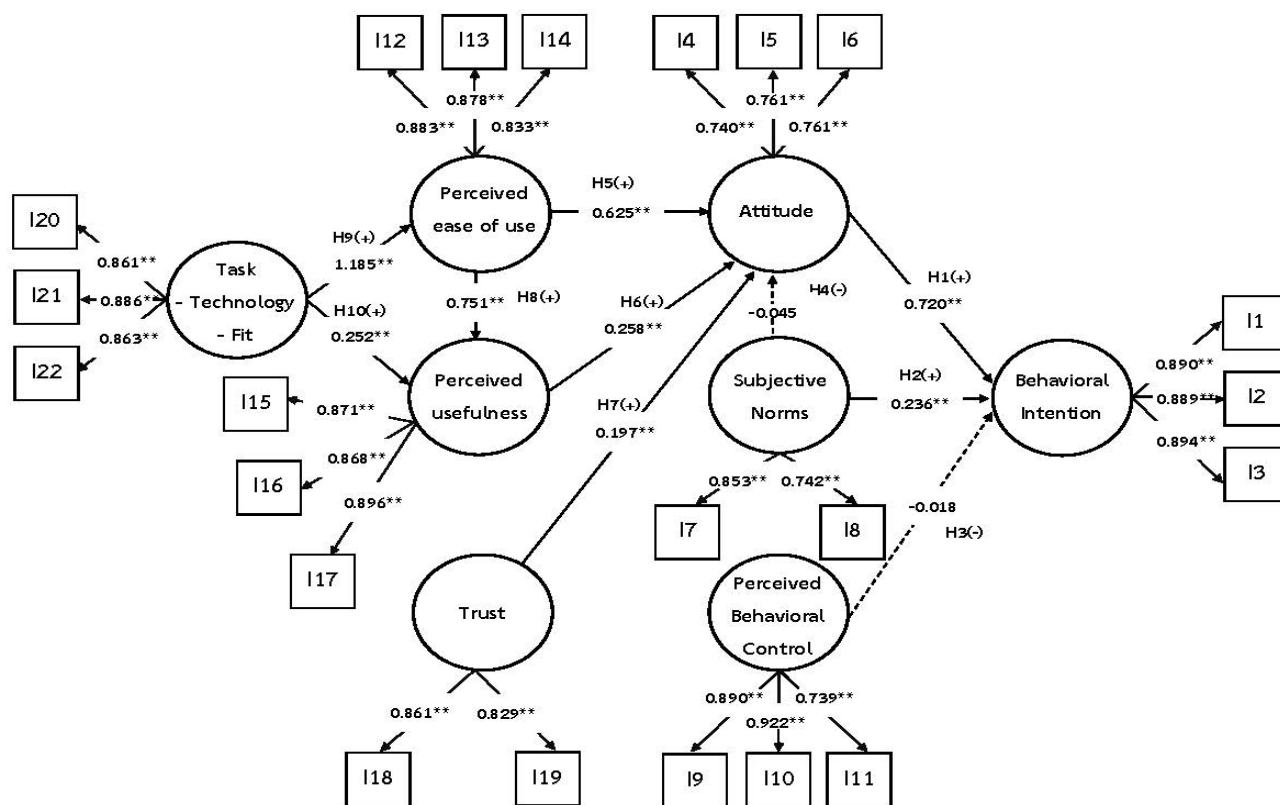 I12
I13
I14
I4
I5
I6
0.878**
0.883**
0.833**
0.761**
0.740**
0.761**
Perceived
ease of use
H5(+)
0.625**
Attitude
I20
I21
I22
0.861**
0.886**
0.863**
Task
- Technology
- Fit
H9(+)
1.185**
H10(+)
0.252**
0.751**
H8(+)
H6(+)
0.258**
H4(-)
-0.045
H1(+)
0.720**
I15
0.871**
I16
0.868**
0.896**
I17
Perceived
usefulness
H7(+)
0.197**
Subjective
Norms
H2(+)
0.236**
Behavioral
Intention
I1
0.890**
I2
0.889**
0.894**
I3
0.853**
0.742**
I7
I8
-0.018
H3(-)
Trust
Perceived
Behavioral
Control
0.861**
0.829**
I18
I19
0.890**
0.739**
0.922**
I9
I10
I11